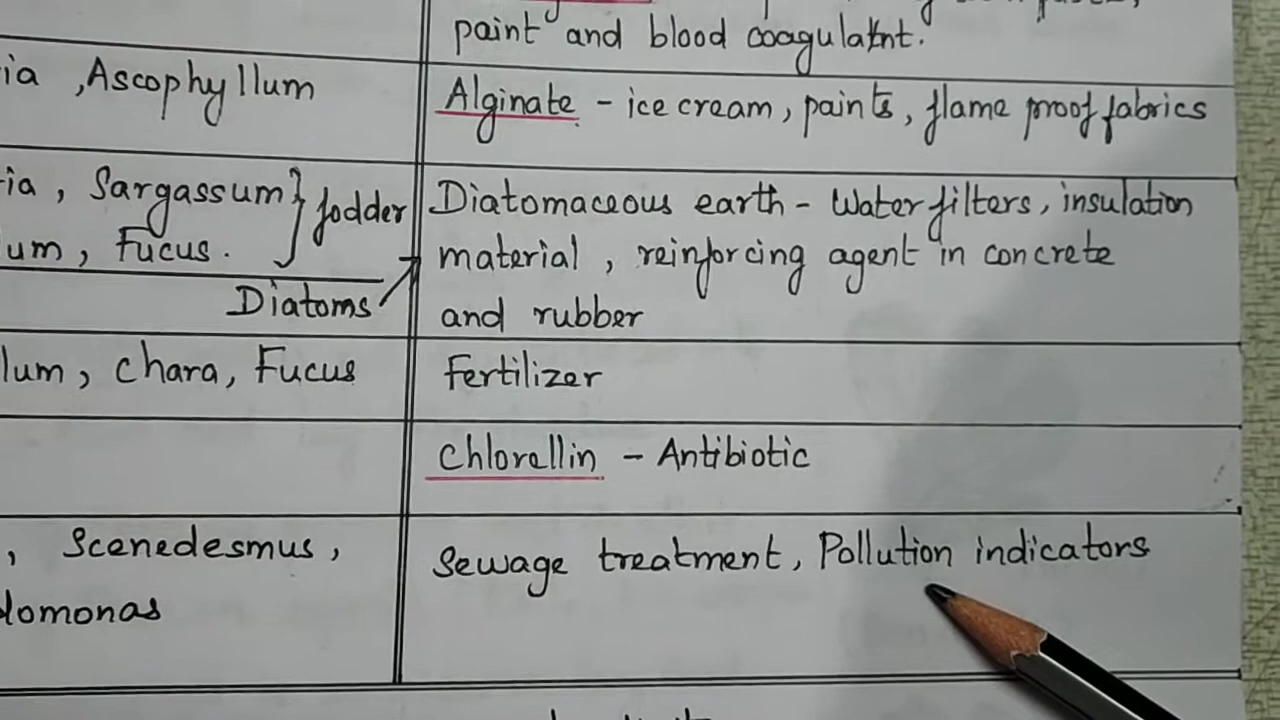 paint and blood coagulant.
ia , Ascophyllum
Alginate - ice cream, paints, flame proof fabrics
ia , Sargassum } fodder
um, Fucus.
Diatoms
Diatomaceous earth - Water filters, insulation
material , reinforcing agent in concrete
and rubber
lum, chara, Fucus
Fertilizer
Chlorellin - Antibiotic
, Scenedesmus,
lomonas
Sewage treatment, Pollution indicators